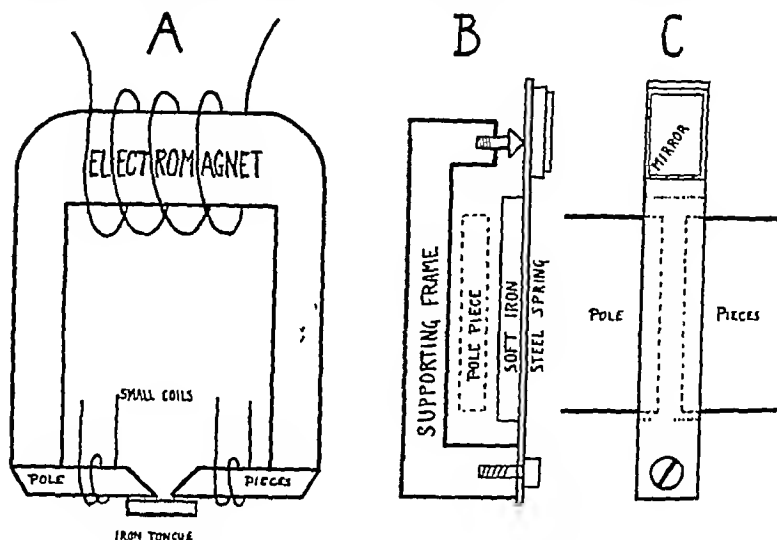 A
ELECTROMAGNET
SMALL COILS
POLE
PIECES
IRON TONGUE
B
SUPPORTING FRAME
POLE PIECE
SOFT IRON
STEEL SPRING
C
MIRROR
POLE
PIECES